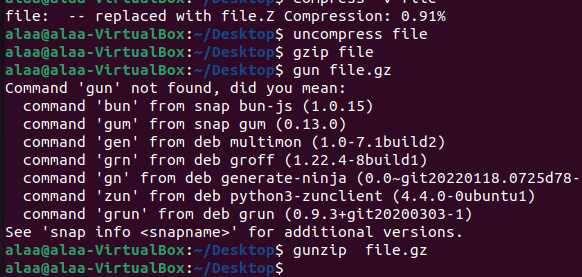 compress -v file
file:  -- replaced with file.Z Compression: 0.91%
alaa@alaa-VirtualBox:~/Desktop$ uncompress file
alaa@alaa-VirtualBox:~/Desktop$ gzip file
alaa@alaa-VirtualBox:~/Desktop$ gun file.gz
Command 'gun' not found, did you mean:
  command 'bun' from snap bun-js (1.0.15)
  command 'gum' from snap gum (0.13.0)
  command 'gen' from deb multimon (1.0-7.1build2)
  command 'grn' from deb groff (1.22.4-8build1)
  command 'gn' from deb generate-ninja (0.0~git20220118.0725d78-
  command 'zun' from deb python3-zunclient (4.4.0-0ubuntu1)
  command 'grun' from deb grun (0.9.3+git20200303-1)
See 'snap info <snapname>' for additional versions.
alaa@alaa-VirtualBox:~/Desktop$ gunzip  file.gz
alaa@alaa-VirtualBox:~/Desktop$